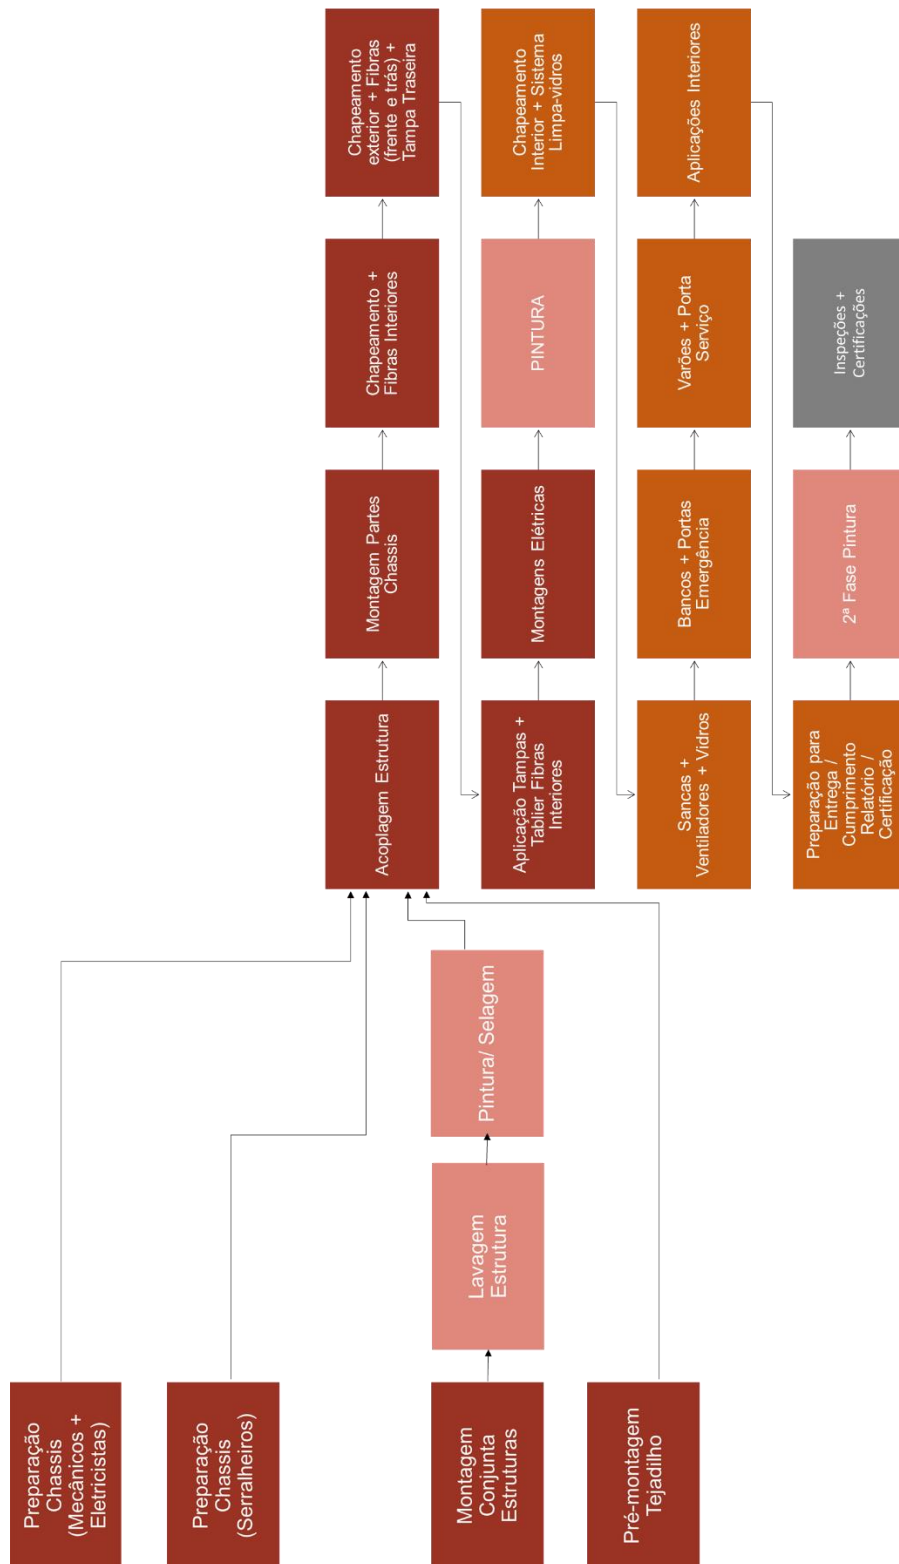 Preparação
Chassis
(Mecânicos +
Eletricistas)
Preparação
Chassis
(Serralheiros)
Montagem
Conjunta
Estruturas
Pré-montagem
Tejadilho
Lavagem
Estrutura
Pintura/ Selagem
Acoplagem Estrutura
Montagem Partes
Chassis
Chapeamento +
Fibras Interiores
Chapeamento
exterior + Fibras
(frente e trás) +
Tampa Traseira
Aplicação Tampas +
Tablier Fibras
Interiores
Montagens Elétricas
PINTURA
Chapeamento
Interior + Sistema
Limpa-vidros
Sancas +
Ventiladores + Vidros
Bancos + Portas
Emergência
Varões + Porta
Serviço
Aplicações Interiores
Preparação para
Entrega /
Cumprimento
Relatório /
Certificação
2ª Fase Pintura
Inspeções +
Certificações